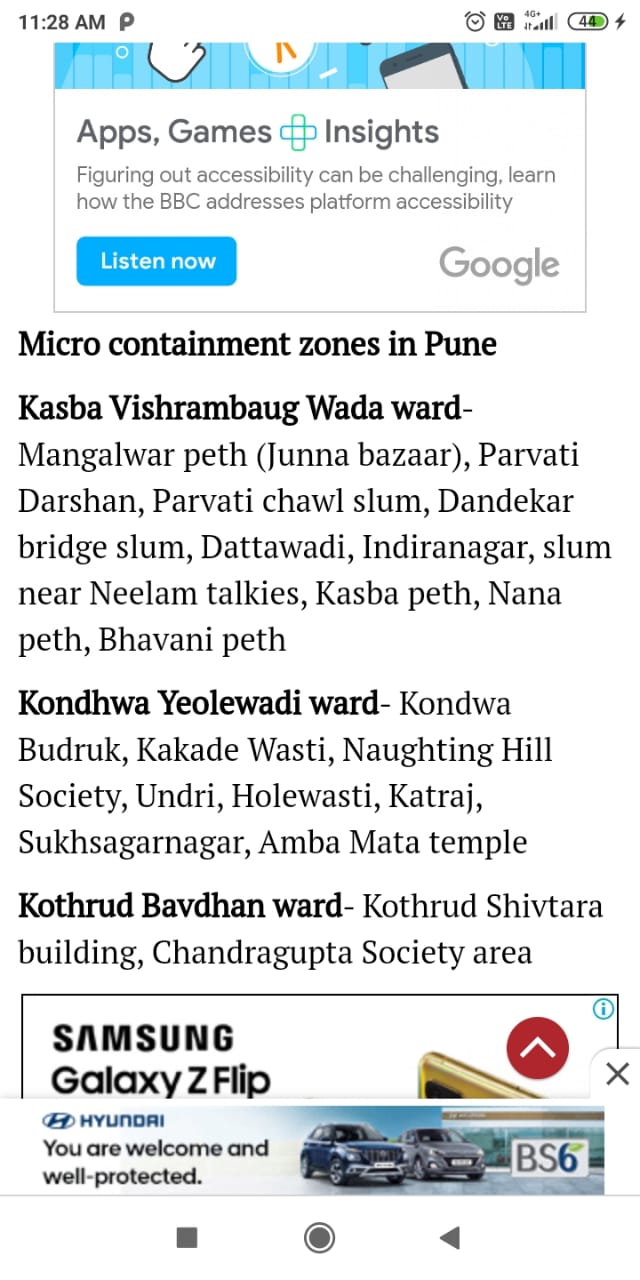 11:28 AM P
Vo LTE 4G+ 44
Apps, Games Insights
Figuring out accessibility can be challenging, learn
how the BBC addresses platform accessibility
Listen now Google
Micro containment zones in Pune
Kasba Vishrambaug Wada ward-
Mangalwar peth (Junna bazaar), Parvati
Darshan, Parvati chawl slum, Dandekar
bridge slum, Dattawadi, Indiranagar, slum
near Neelam talkies, Kasba peth, Nana
peth, Bhavani peth
Kondhwa Yeolewadi ward- Kondwa
Budruk, Kakade Wasti, Naughting Hill
Society, Undri, Holewasti, Katraj,
Sukhsagarnagar, Amba Mata temple
Kothrud Bavdhan ward- Kothrud Shivtara
building, Chandragupta Society area
SAMSUNG
Galaxy Z Flip
HYUNDAI
You are welcome and
well-protected.
BS6